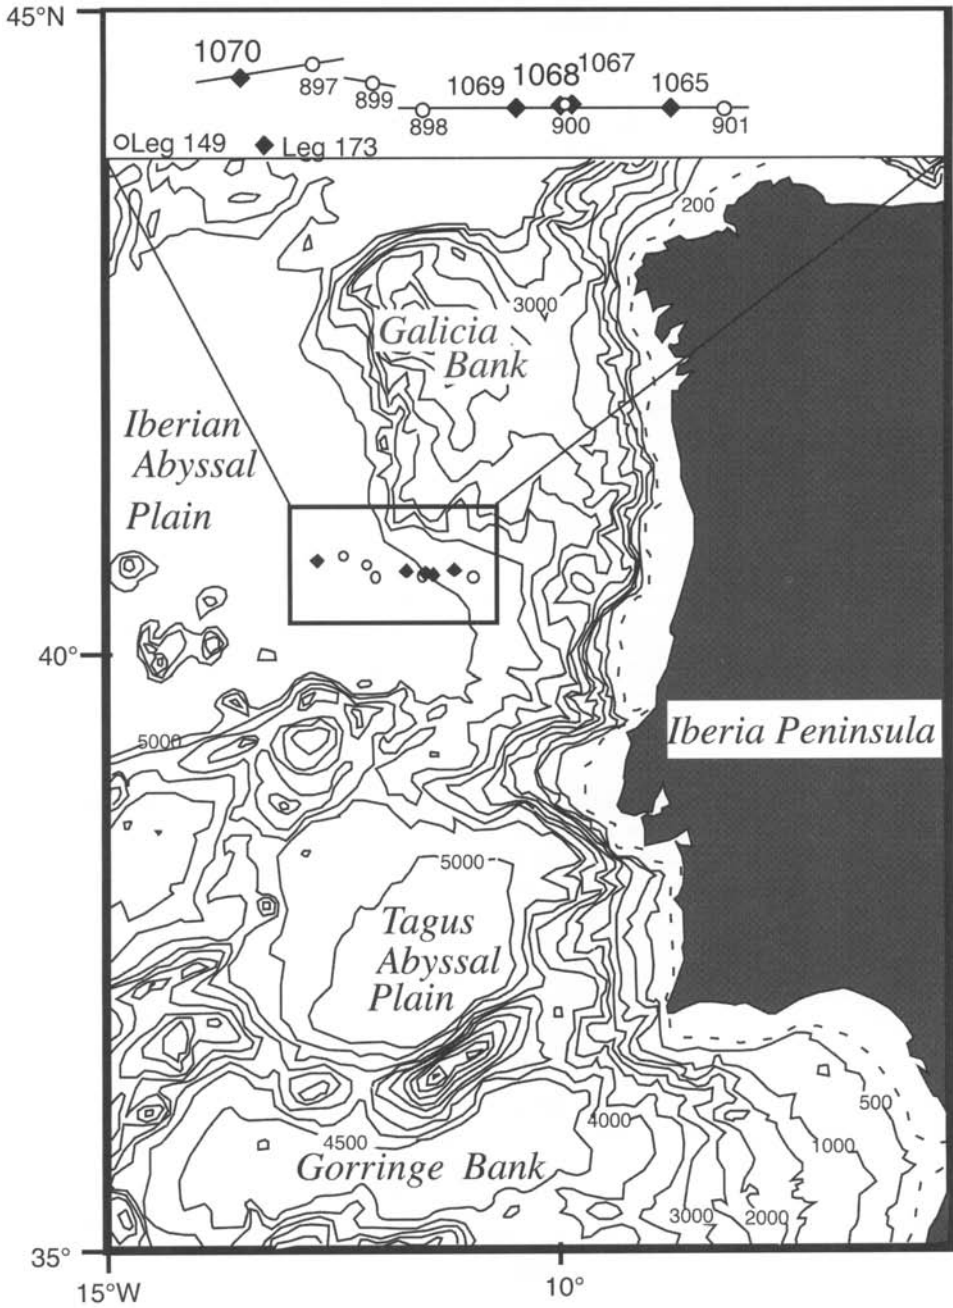 45°N
1070
897
899
1069
898
1068
1067
900
1065
901
Leg 149
Leg 173
200
3000
Galicia
Bank
Iberian
Abyssal
Plain
40°
5000
Iberia Peninsula
5000
Tagus
Abyssal
Plain
500
4000
1000
4500
Gorringe Bank
3000
2000
35°
15°W
10°